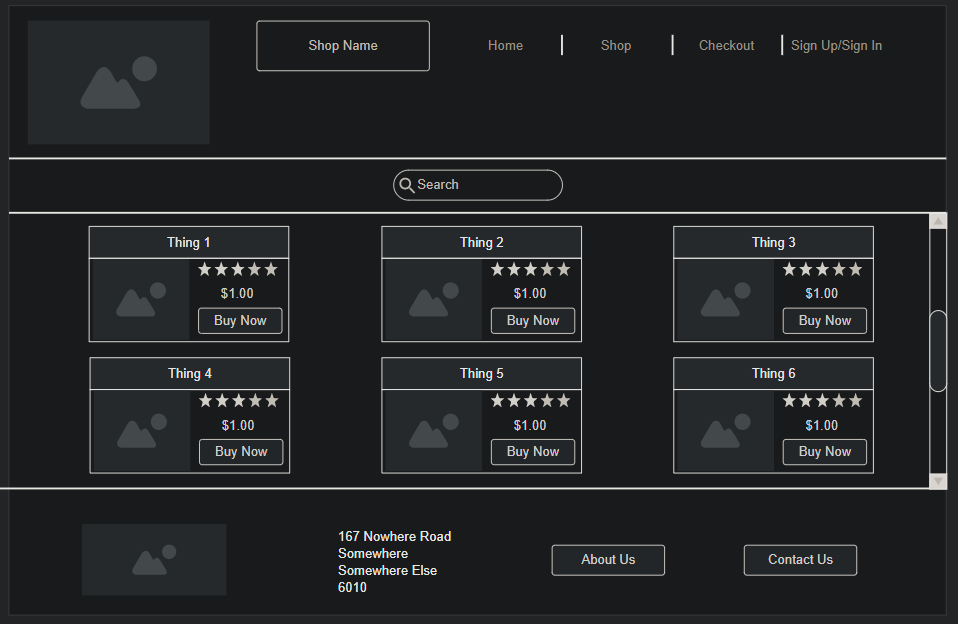 Shop Name
Home
Shop
Checkout
Sign Up/Sign In
Search
Thing 1
$1.00
Buy Now
Thing 2
$1.00
Buy Now
Thing 3
$1.00
Buy Now
Thing 4
$1.00
Buy Now
Thing 5
$1.00
Buy Now
Thing 6
$1.00
Buy Now
167 Nowhere Road
Somewhere
Somewhere Else
6010
About Us
Contact Us